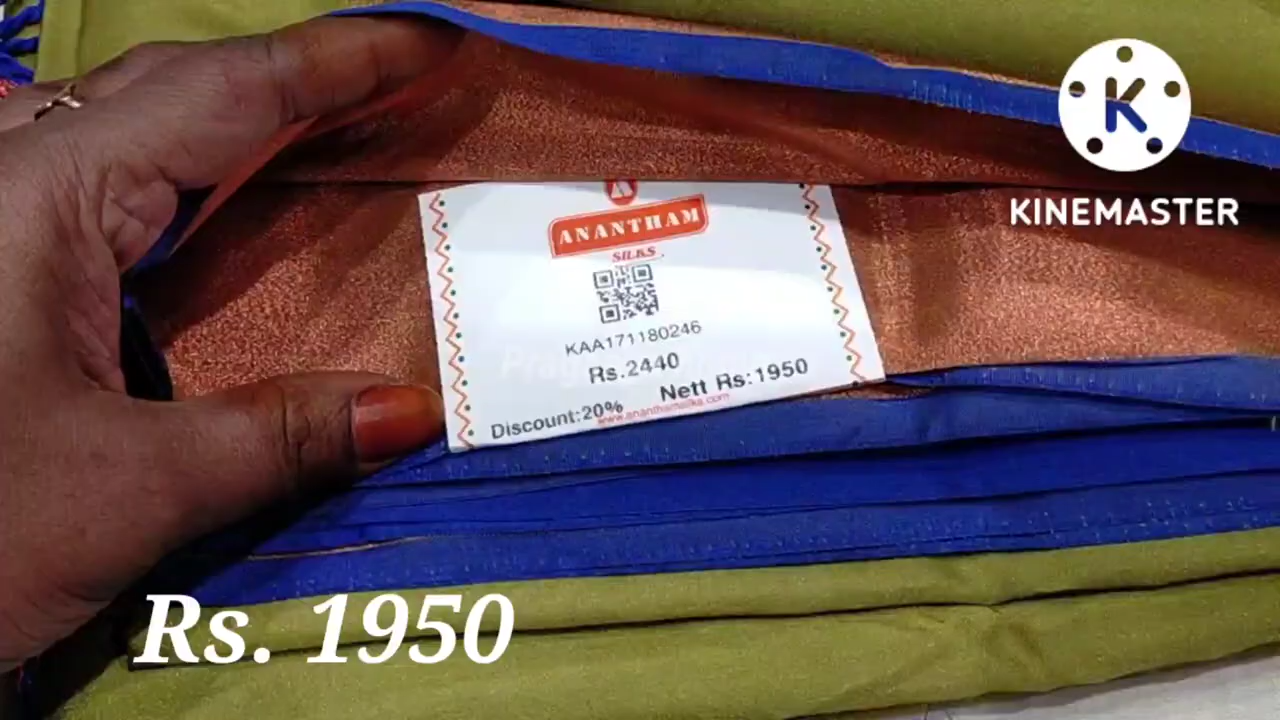 KINEMASTER
ANANTHAM
SILKS
KAA171180246
Rs.2440
Nett Rs:1950
Discount:20%
www.ananthamsilks.com
Rs. 1950